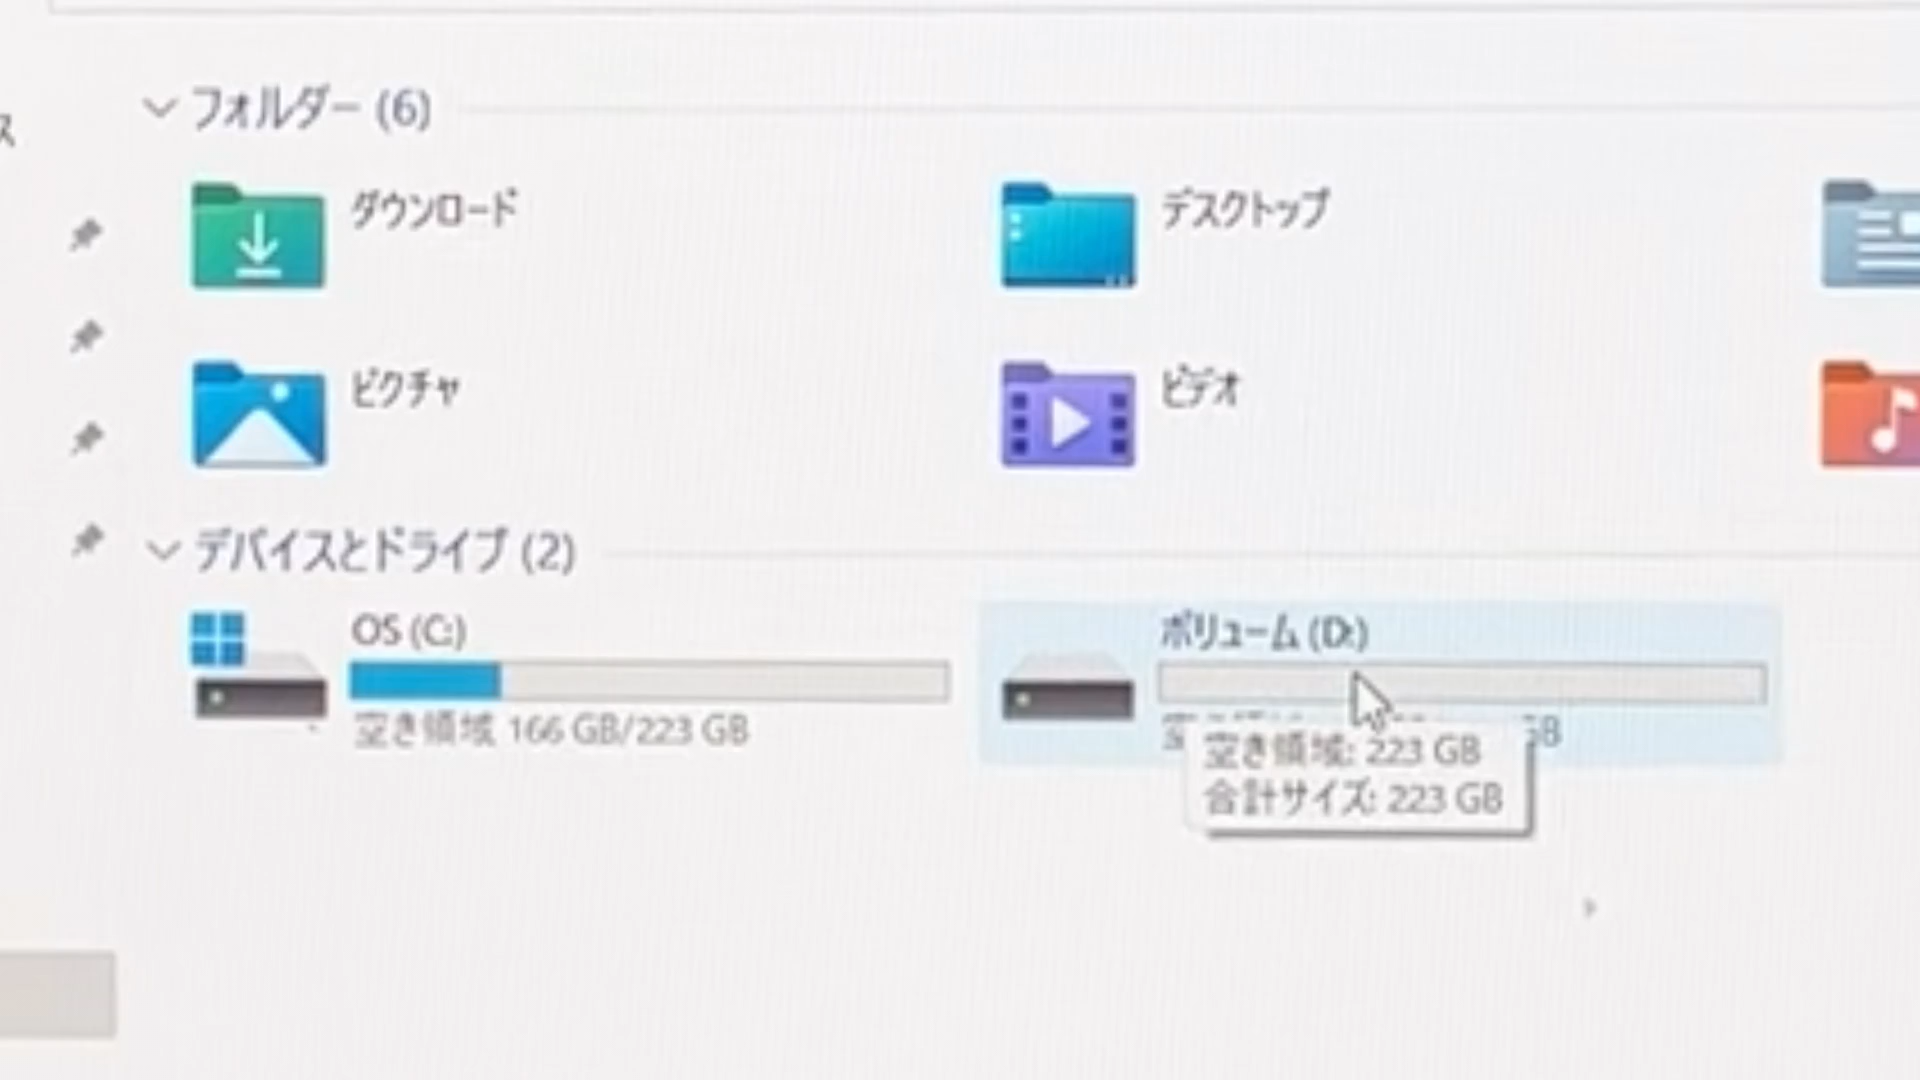 ス
フォルダー (6)
ダウンロード
デスクトップ
ピクチャ
ビデオ
デバイスとドライブ (2)
OS (C:)
空き領域 166 GB/223 GB
ボリューム (D:)
GB
空き領域: 223 GB
合計サイズ: 223 GB